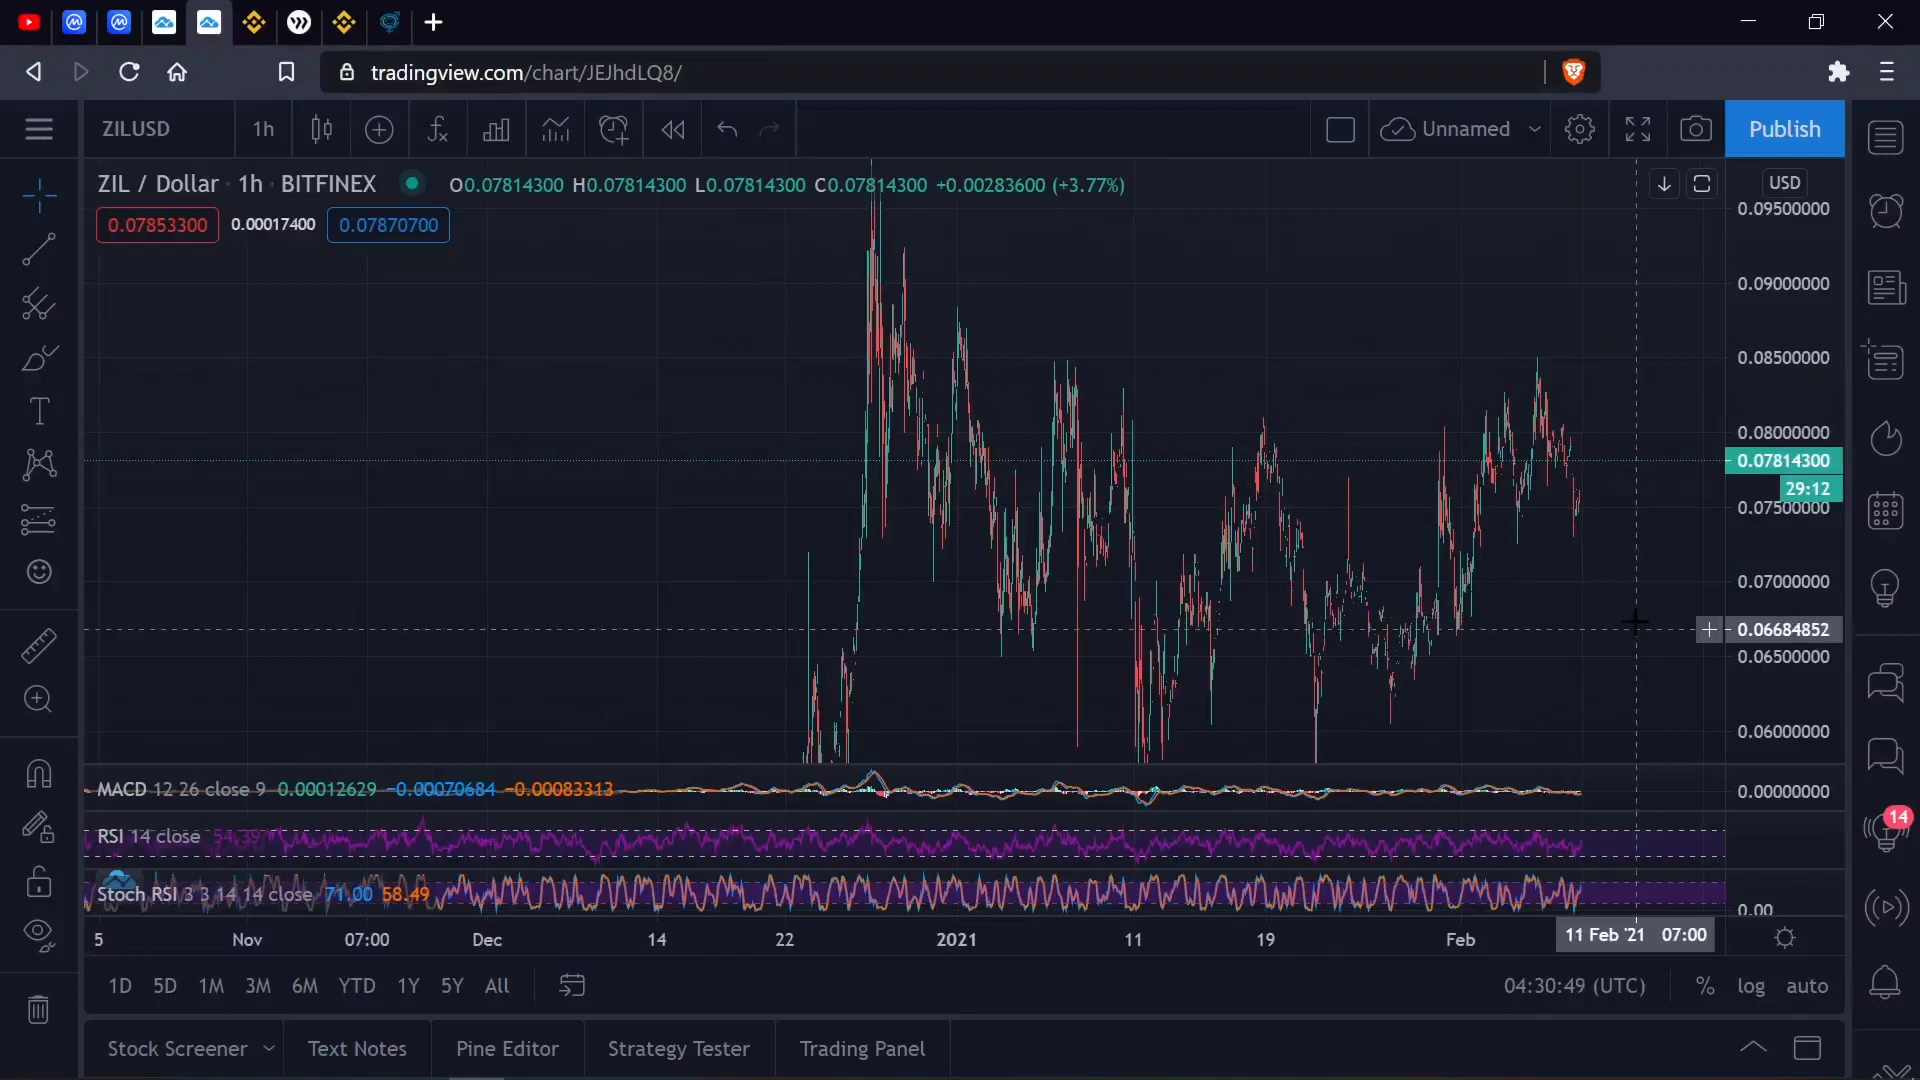 tradingview.com/chart/JEJhdLQ8/
ZILUSD 1h Unnamed Publish
ZIL / Dollar · 1h · BITFINEX O0.07814300 H0.07814300 L0.07814300 C0.07814300 +0.00283600 (+3.77%) USD
0.07853300 0.00017400 0.07870700
0.09500000
0.09000000
0.08500000
0.08000000
0.07814300
29:12
0.07500000
0.07000000
0.06684852
0.06500000
0.06000000
MACD 12 26 close 9 0.00012629 −0.00070684 −0.00083313 0.00000000
14
RSI 14 close
Stoch RSI 3 3 14 14 close 71.00 58.49
0.00
5 Nov 07:00 Dec 14 22 2021 11 19 Feb 11 Feb '21 07:00
1D 5D 1M 3M 6M YTD 1Y 5Y All 04:30:49 (UTC) % log auto
Stock Screener Text Notes Pine Editor Strategy Tester Trading Panel